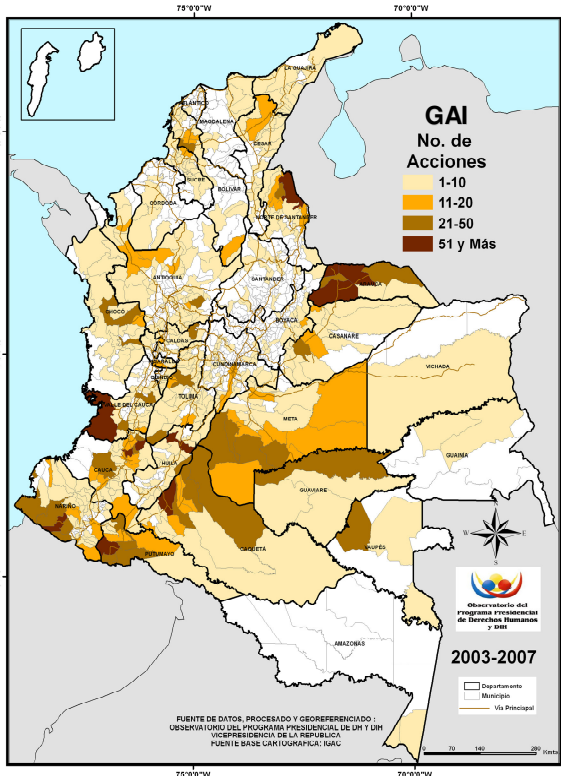 75°0'0"W 70°0'0"W
GAI
No. de
Acciones
1-10
11-20
21-50
51 y Más
LA GUAJIRA
ATLÁNTICO
MAGDALENA
CESAR
SUCRE
BOLIVAR
CÓRDOBA
NORTE DE SANTANDER
ANTIOQUIA
SANTANDER
ARAUCA
CHOCÓ
BOYACA
CASANARE
CALDAS
CUNDINAMARCA
VICHADA
TOLIMA
VALLE DEL CAUCA
META
HUILA
CAUCA
GUAINIA
GUAVIARE
NARIÑO
VAUPÉS
PUTUMAYO
CAQUETA
AMAZONAS
N
W E
S
Observatorio del
Programa Presidencial
de Derechos Humanos
y DIH
2003-2007
Departamento
Municipio
Via Principal
FUENTE DE DATOS, PROCESADO Y GEOREFERENCIADO :
OBSERVATORIO DEL PROGRAMA PRESIDENCIAL DE DH Y DIH
VICEPRESIDENCIA DE LA REPUBLICA
FUENTE BASE CARTOGRAFICA: IGAC
0 70 140 280
Kmts
75°0'0"W 70°0'0"W